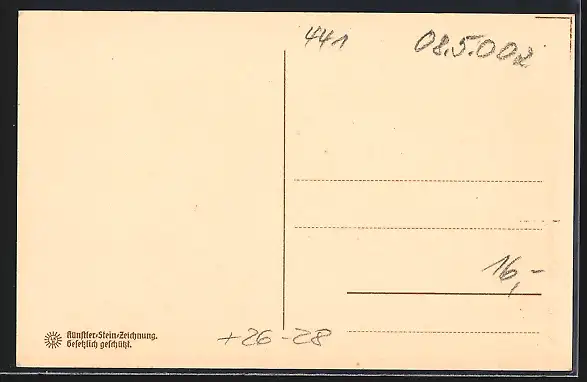 441
08.5.002
16,-
Künstler-Stein-Zeichnung.
Gesetzlich geschützt.
+26-28